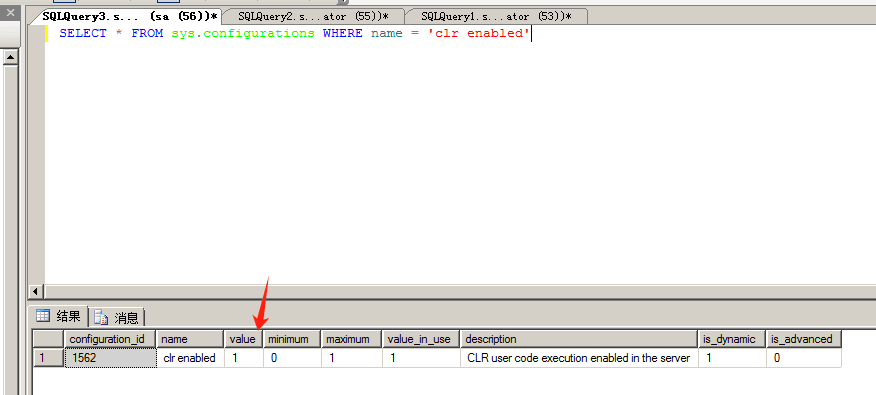 SQLQuery3.s... (sa (56))* SQLQuery2.s...ator (55))* SQLQuery1.s...ator (53))*
SELECT * FROM sys.configurations WHERE name = 'clr enabled'
结果 消息
configuration_id name value minimum maximum value_in_use description is_dynamic is_advanced
1 1562 clr enabled 1 0 1 1 CLR user code execution enabled in the server 1 0